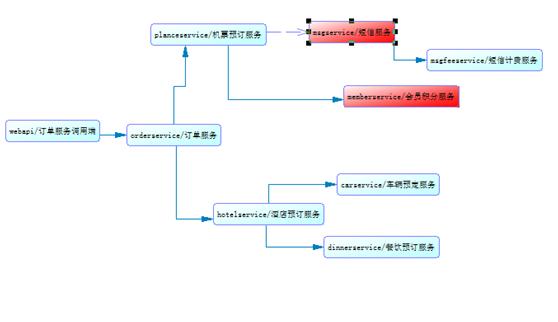 planceservice/机票预订服务
msgservice/短信服务
msgfeeservice/短信计费服务
memberservice/会员积分服务
webapi/订单服务调用端
orderservice/订单服务
carservice/车辆预定服务
hotelservice/酒店预订服务
dinnerservice/餐饮预订服务